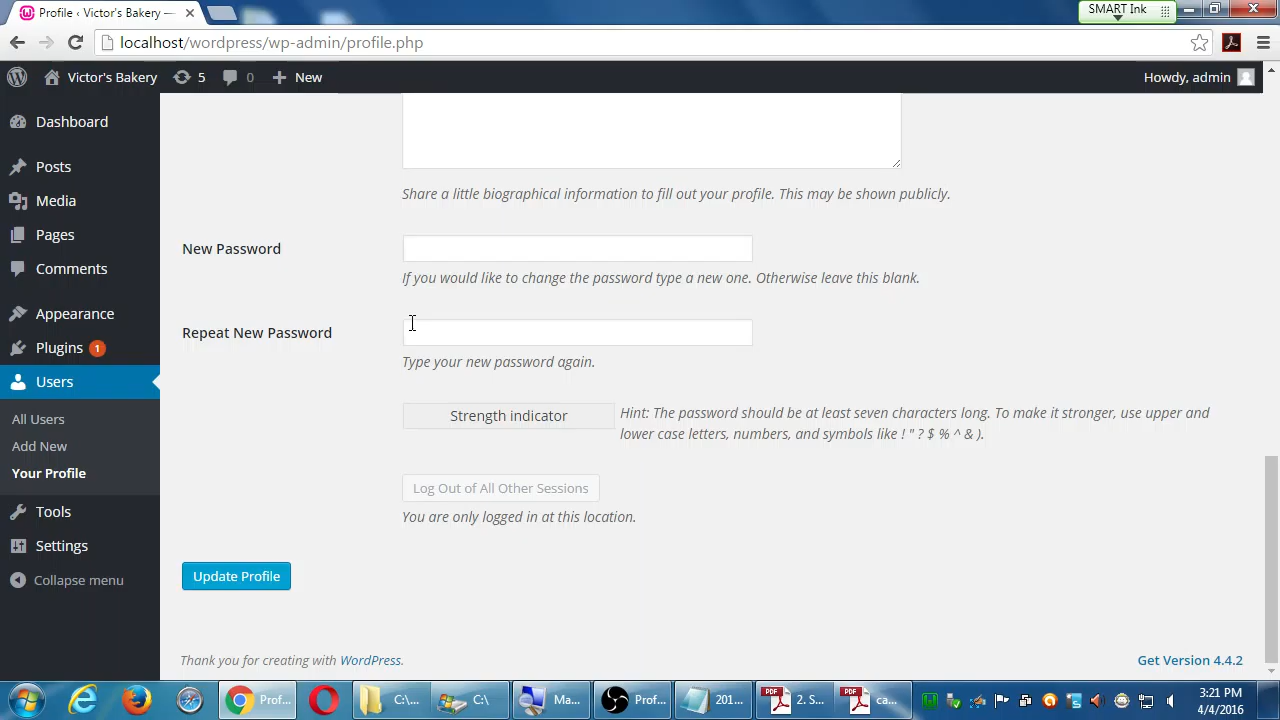 Profile ‹ Victor's Bakery —
SMART Ink
localhost/wordpress/wp-admin/profile.php
Victor's Bakery 5 0 New Howdy, admin
Dashboard
Posts
Media
Pages
Comments
Appearance
Plugins 1
Users
All Users
Add New
Your Profile
Tools
Settings
Collapse menu
Share a little biographical information to fill out your profile. This may be shown publicly.
New Password
If you would like to change the password type a new one. Otherwise leave this blank.
Repeat New Password
Type your new password again.
Strength indicator
Hint: The password should be at least seven characters long. To make it stronger, use upper and
lower case letters, numbers, and symbols like ! " ? $ % ^ & ).
Log Out of All Other Sessions
You are only logged in at this location.
Update Profile
Thank you for creating with WordPress.
Get Version 4.4.2
Prof... C:\... C:\ Ma... Prof... 201... 2. S... ca...
3:21 PM
4/4/2016